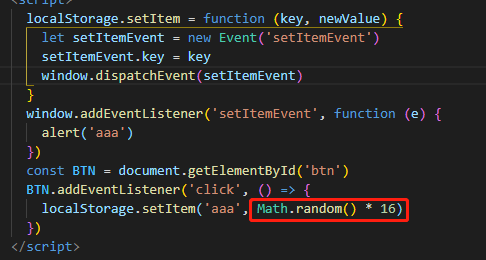 <script>
localStorage.setItem = function (key, newValue) {
let setItemEvent = new Event('setItemEvent')
setItemEvent.key = key
window.dispatchEvent(setItemEvent)
}
window.addEventListener('setItemEvent', function (e) {
alert('aaa')
})
const BTN = document.getElementById('btn')
BTN.addEventListener('click', () => {
localStorage.setItem('aaa', Math.random() * 16)
})
</script>